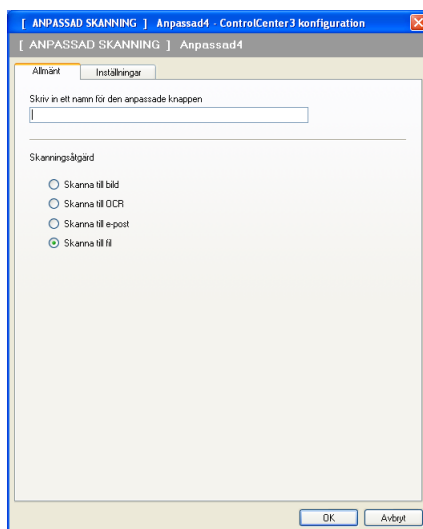 [ ANPASSAD SKANNING ] Anpassad4 - ControlCenter3 konfiguration
[ ANPASSAD SKANNING ] Anpassad4
Allmänt Inställningar
Skriv in ett namn för den anpassade knappen
Skanningsåtgärd
Skanna till bild
Skanna till OCR
Skanna till e-post
Skanna till fil
OK Avbryt